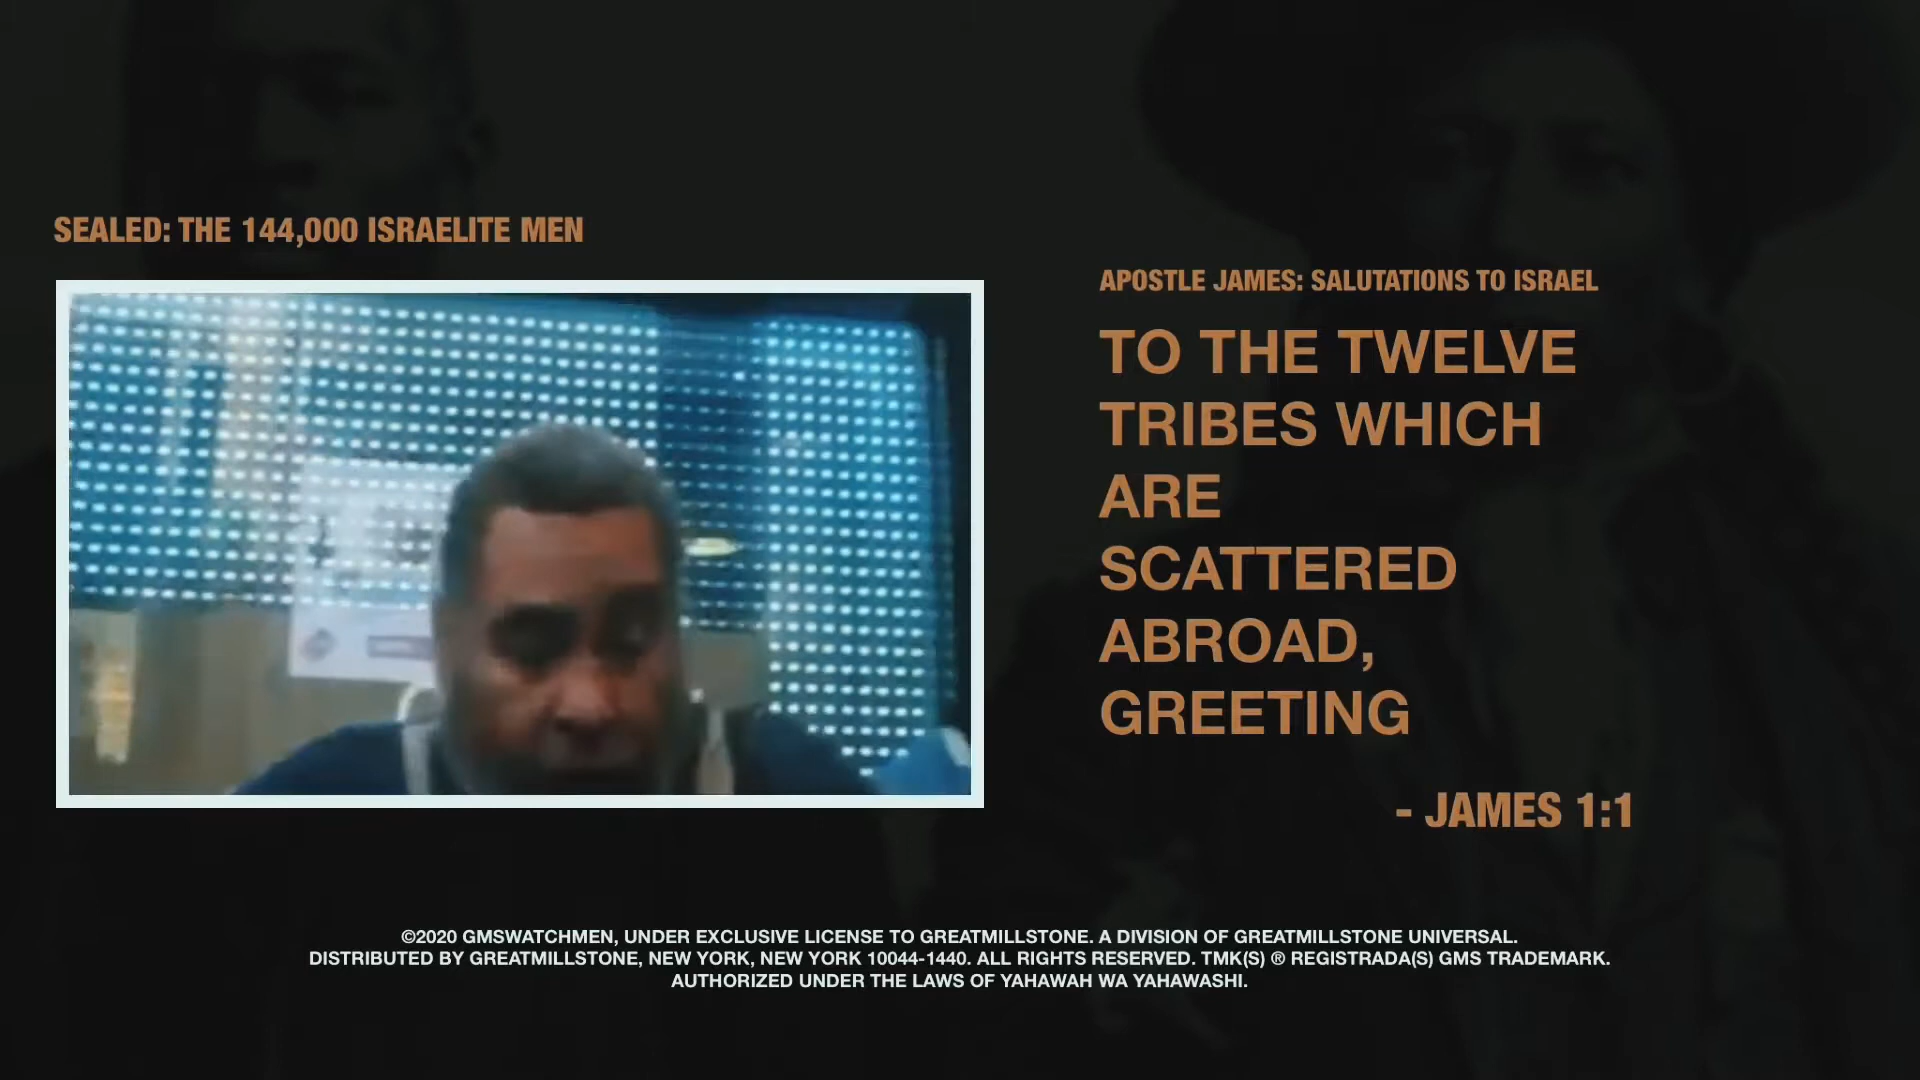 SEALED: THE 144,000 ISRAELITE MEN
APOSTLE JAMES: SALUTATIONS TO ISRAEL
TO THE TWELVE
TRIBES WHICH
ARE
SCATTERED
ABROAD,
GREETING
- JAMES 1:1
©2020 GMSWATCHMEN, UNDER EXCLUSIVE LICENSE TO GREATMILLSTONE. A DIVISION OF GREATMILLSTONE UNIVERSAL.
DISTRIBUTED BY GREATMILLSTONE, NEW YORK, NEW YORK 10044-1440. ALL RIGHTS RESERVED. TMK(S) ® REGISTRADA(S) GMS TRADEMARK.
AUTHORIZED UNDER THE LAWS OF YAHAWAH WA YAHAWASHI.